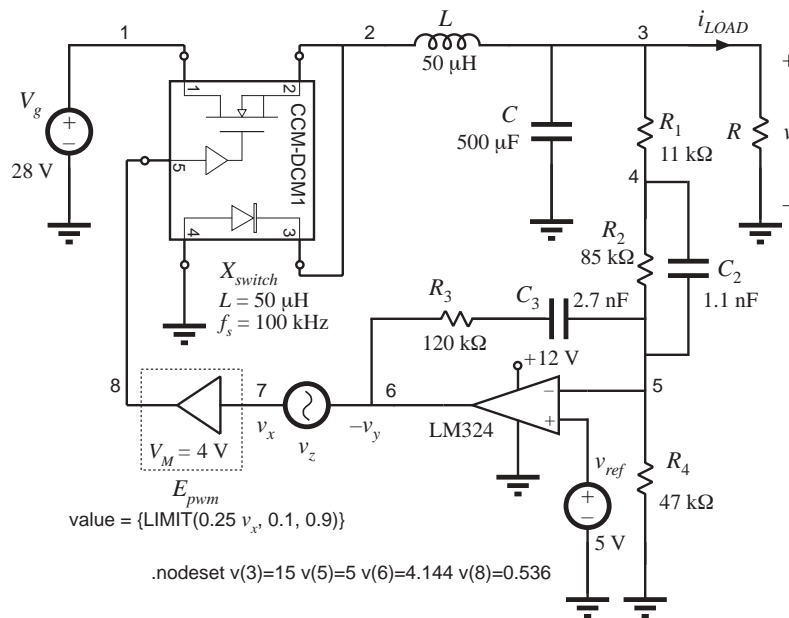 1
2
L
50 µH
3
i_LOAD
+
v
–
V_g
+
–
28 V
1
2
CCM-DCM1
5
4
3
C
500 µF
R_1
11 kΩ
R
4
R_2
85 kΩ
C_2
1.1 nF
X_switch
L = 50 µH
f_s = 100 kHz
R_3
120 kΩ
C_3
2.7 nF
+12 V
8
7
6
5
V_M = 4 V
v_x
v_z
–v_y
LM324
–
+
v_ref
+
–
5 V
R_4
47 kΩ
E_pwm
value = {LIMIT(0.25 v_x, 0.1, 0.9)}
.nodeset v(3)=15 v(5)=5 v(6)=4.144 v(8)=0.536